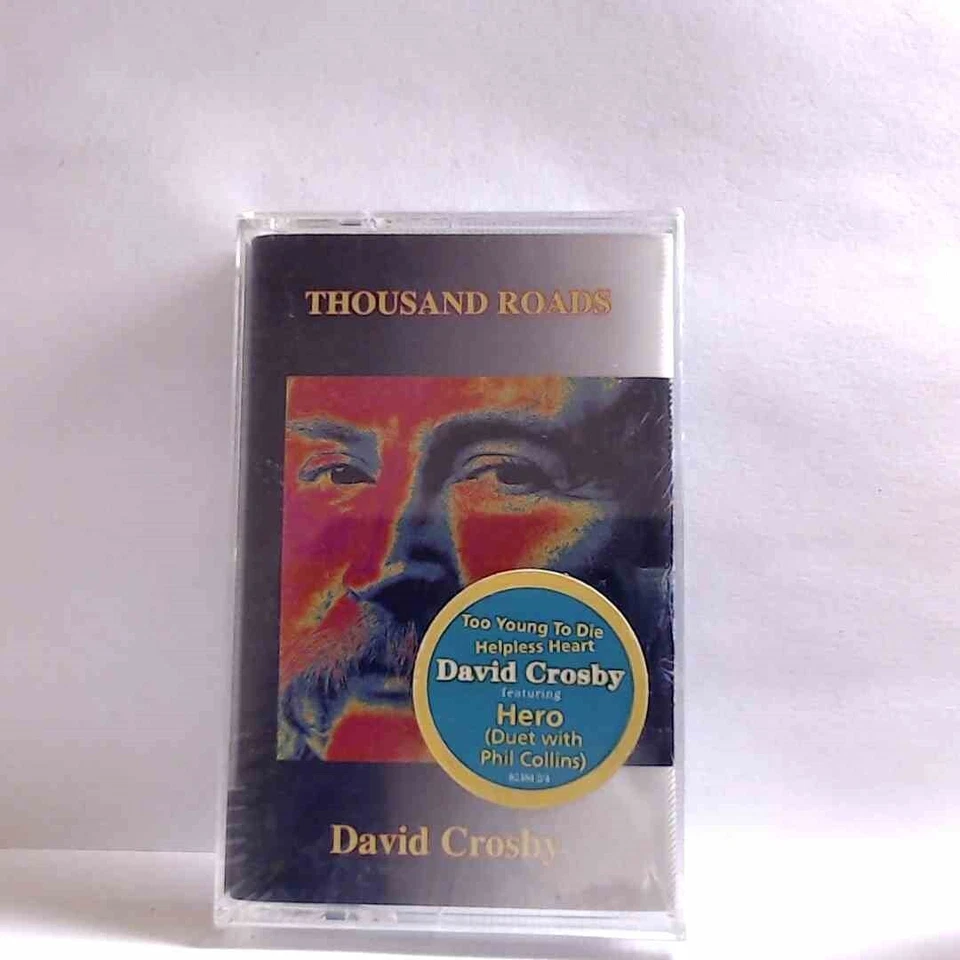 THOUSAND ROADS
Too Young To Die
Helpless Heart
David Crosby
featuring
Hero
(Duet with
Phil Collins)
David Crosby